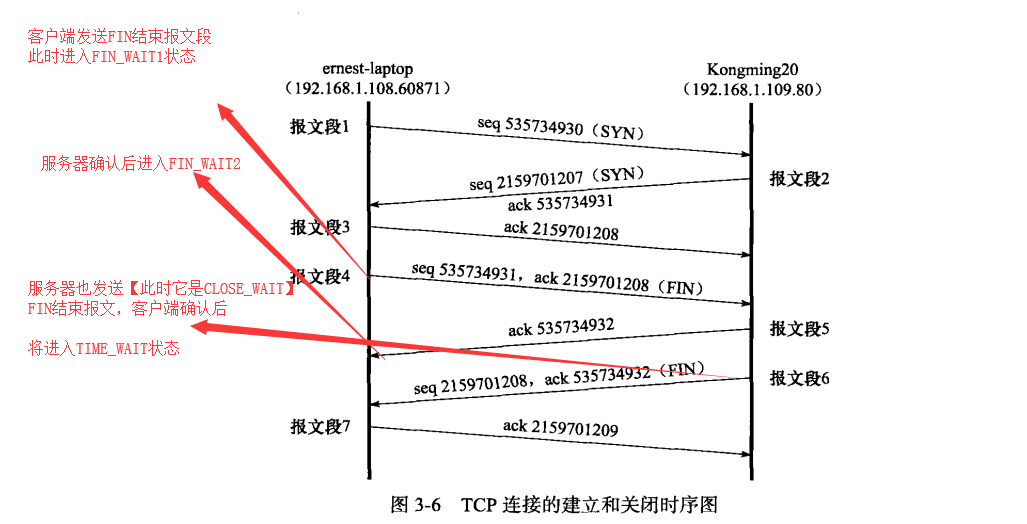 客户端发送FIN结束报文段
此时进入FIN_WAIT1状态
ernest-laptop
（192.168.1.108.60871）
Kongming20
（192.168.1.109.80）
报文段1
seq 535734930（SYN）
服务器确认后进入FIN_WAIT2
seq 2159701207（SYN）
报文段2
ack 535734931
报文段3
ack 2159701208
报文段4
seq 535734931，ack 2159701208（FIN）
服务器也发送【此时它是CLOSE_WAIT】
FIN结束报文，客户端确认后
将进入TIME_WAIT状态
ack 535734932
报文段5
seq 2159701208，ack 535734932（FIN）
报文段6
报文段7
ack 2159701209
图 3-6 TCP 连接的建立和关闭时序图